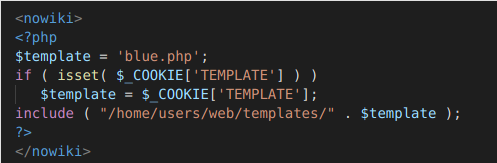 <nowiki>
<?php
$template = 'blue.php';
if ( isset( $_COOKIE['TEMPLATE'] ) )
   $template = $_COOKIE['TEMPLATE'];
include ( "/home/users/web/templates/" . $template );
?>
</nowiki>